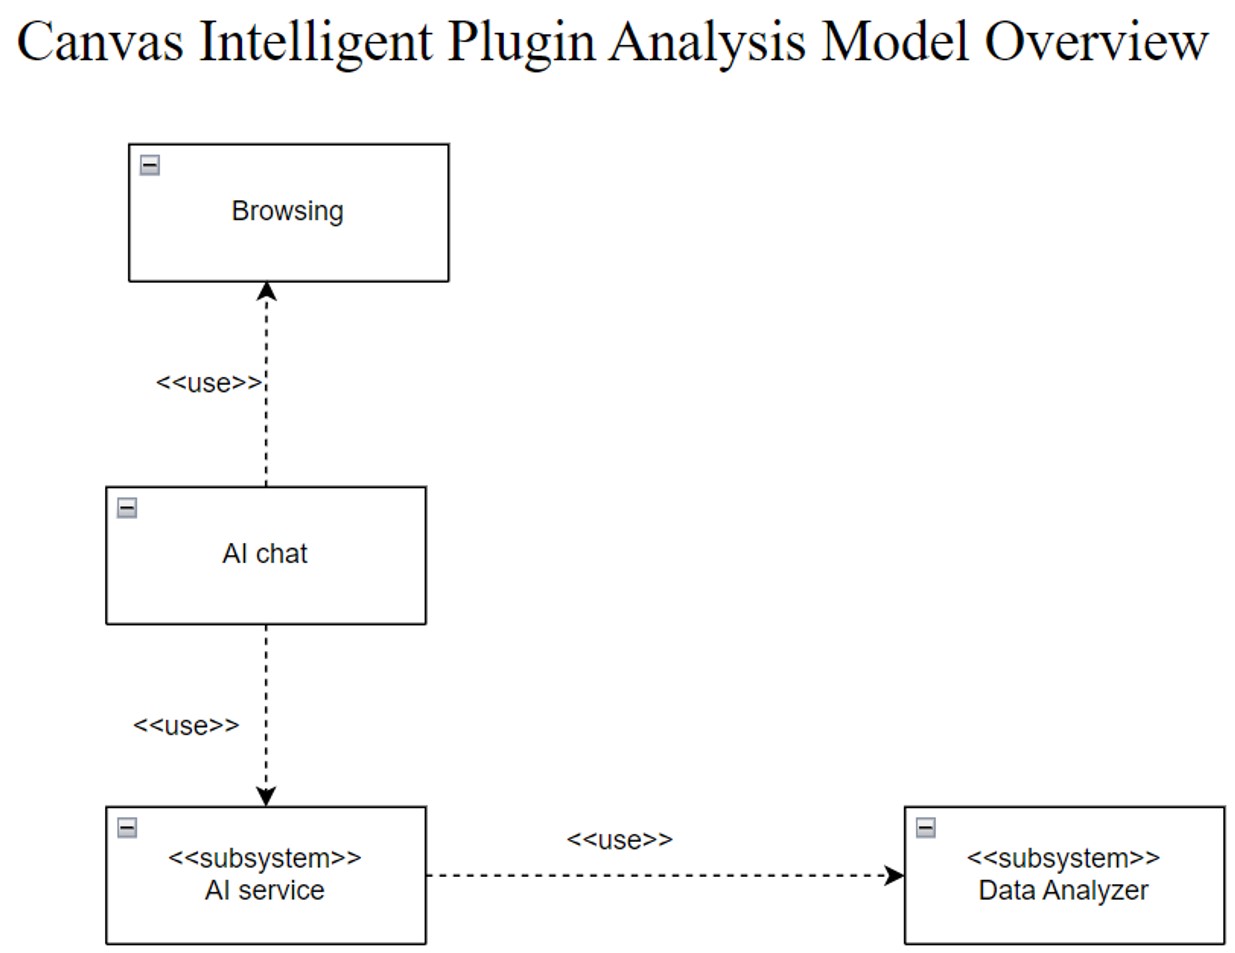 Canvas Intelligent Plugin Analysis Model Overview
Browsing
<<use>>
AI chat
<<use>>
<<subsystem>>
AI service
<<use>>
<<subsystem>>
Data Analyzer